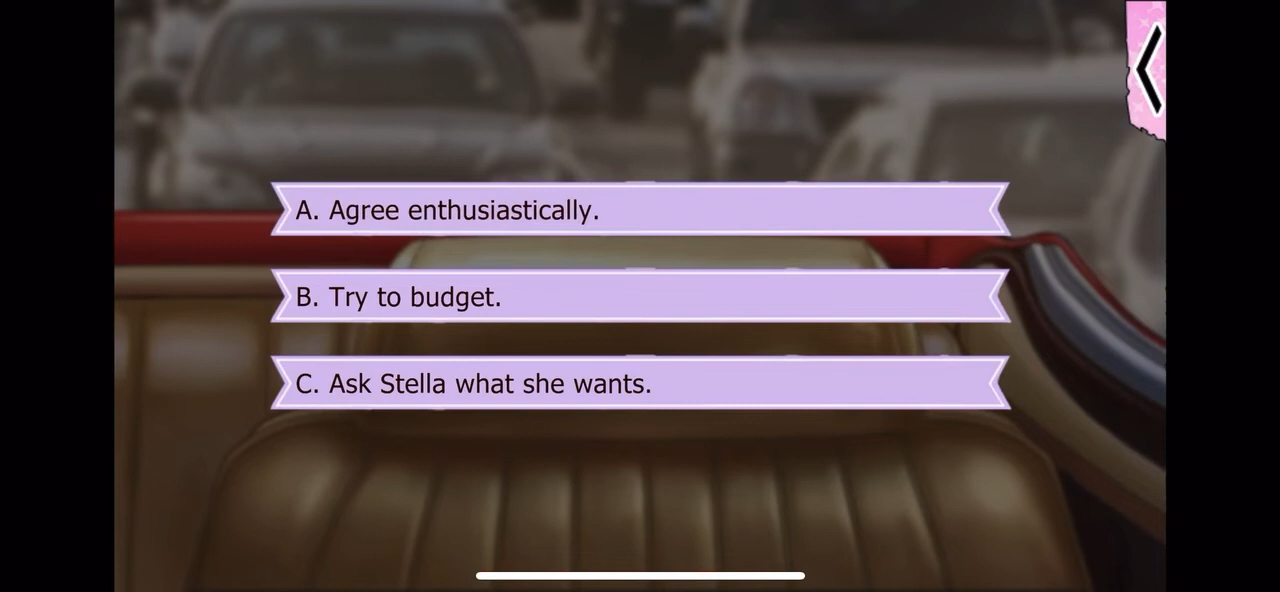 A. Agree enthusiastically.
B. Try to budget.
C. Ask Stella what she wants.